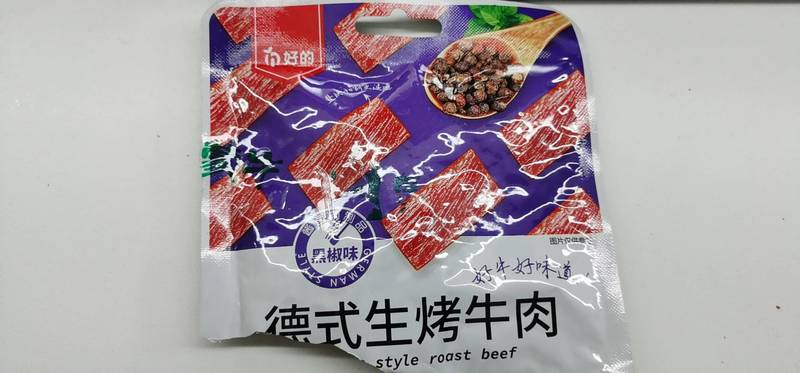 好的
黑椒味
GERMAN STYLE
图片仅供参
好牛好味道
德式生烤牛肉
style roast beef